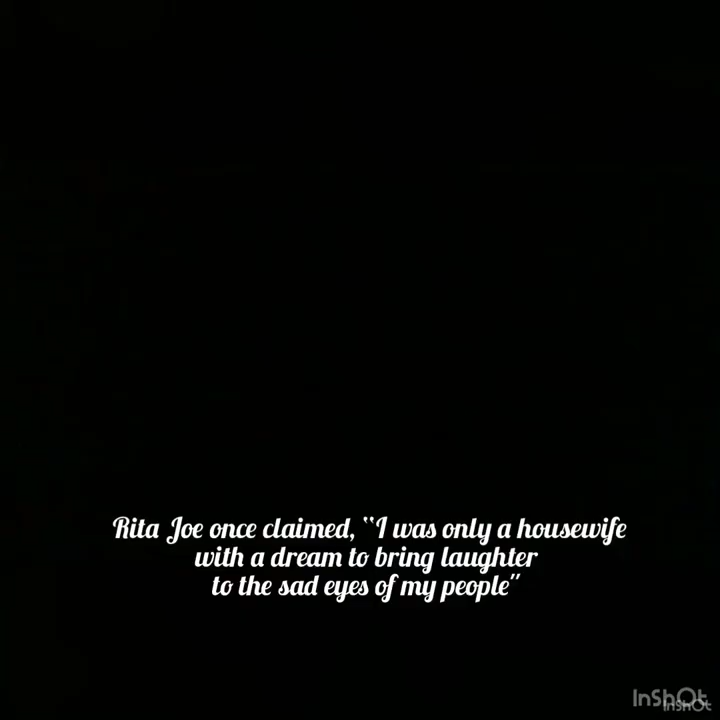 Rita Joe once claimed, "I was only a housewife
with a dream to bring laughter
to the sad eyes of my people"
InShOt
InShOt